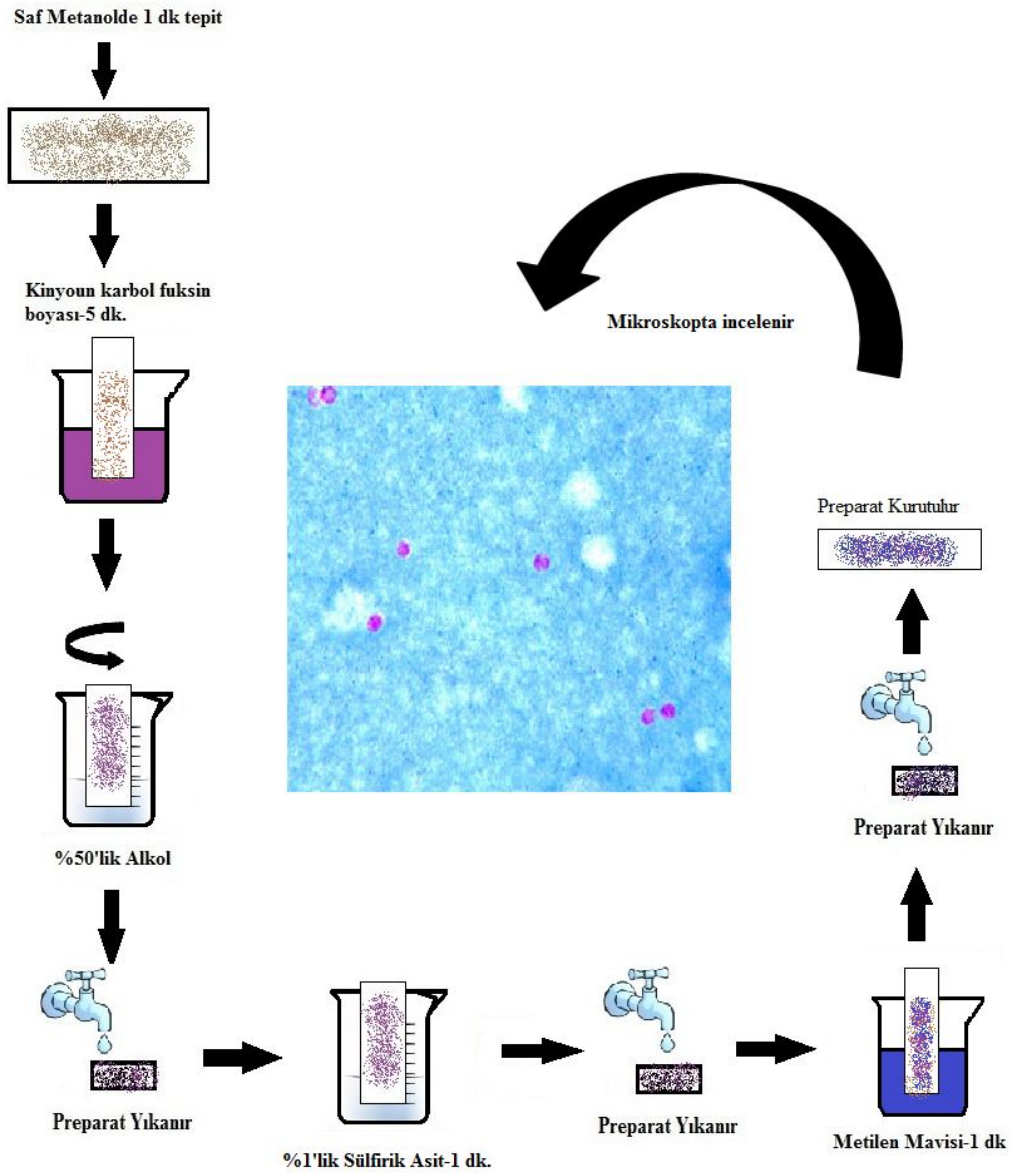 Saf Metanolde 1 dk tepit
Kinyoun karbol fuksin
boyası-5 dk.
%50'lik Alkol
Preparat Yıkanır
%1'lik Sülfirik Asit-1 dk.
Preparat Yıkanır
Metilen Mavisi-1 dk
Preparat Yıkanır
Preparat Kurutulur
Mikroskopta incelenir